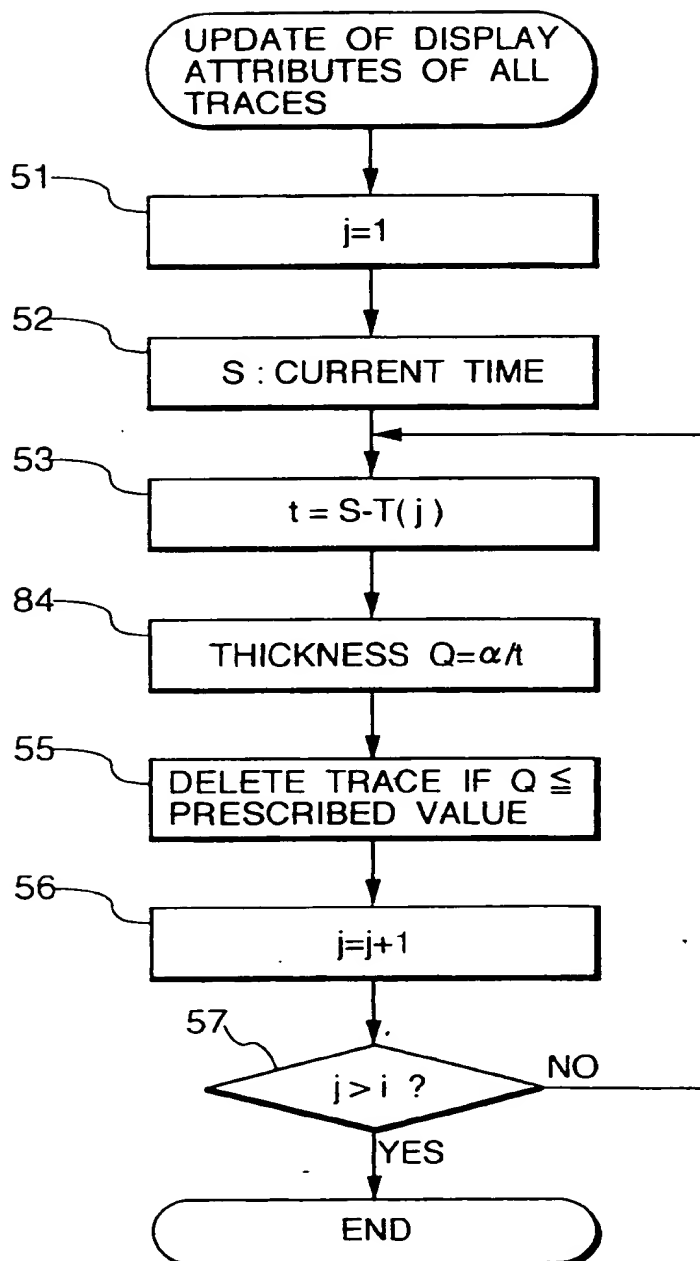 UPDATE OF DISPLAY
ATTRIBUTES OF ALL
TRACES
51
j=1
52
S : CURRENT TIME
53
t = S-T( j )
84
THICKNESS Q=α/t
55
DELETE TRACE IF Q ≦
PRESCRIBED VALUE
56
j=j+1
57
j > i ?
NO
YES
END